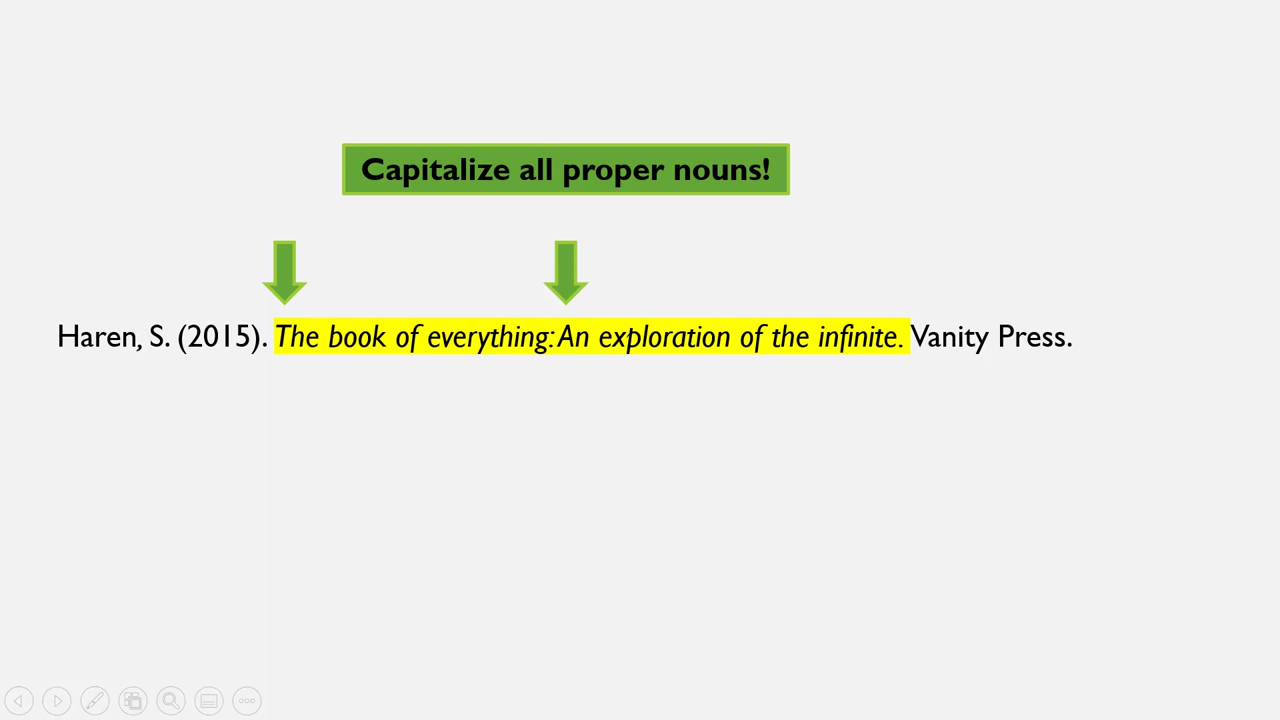 Capitalize all proper nouns!
Haren, S. (2015). The book of everything: An exploration of the infinite. Vanity Press.